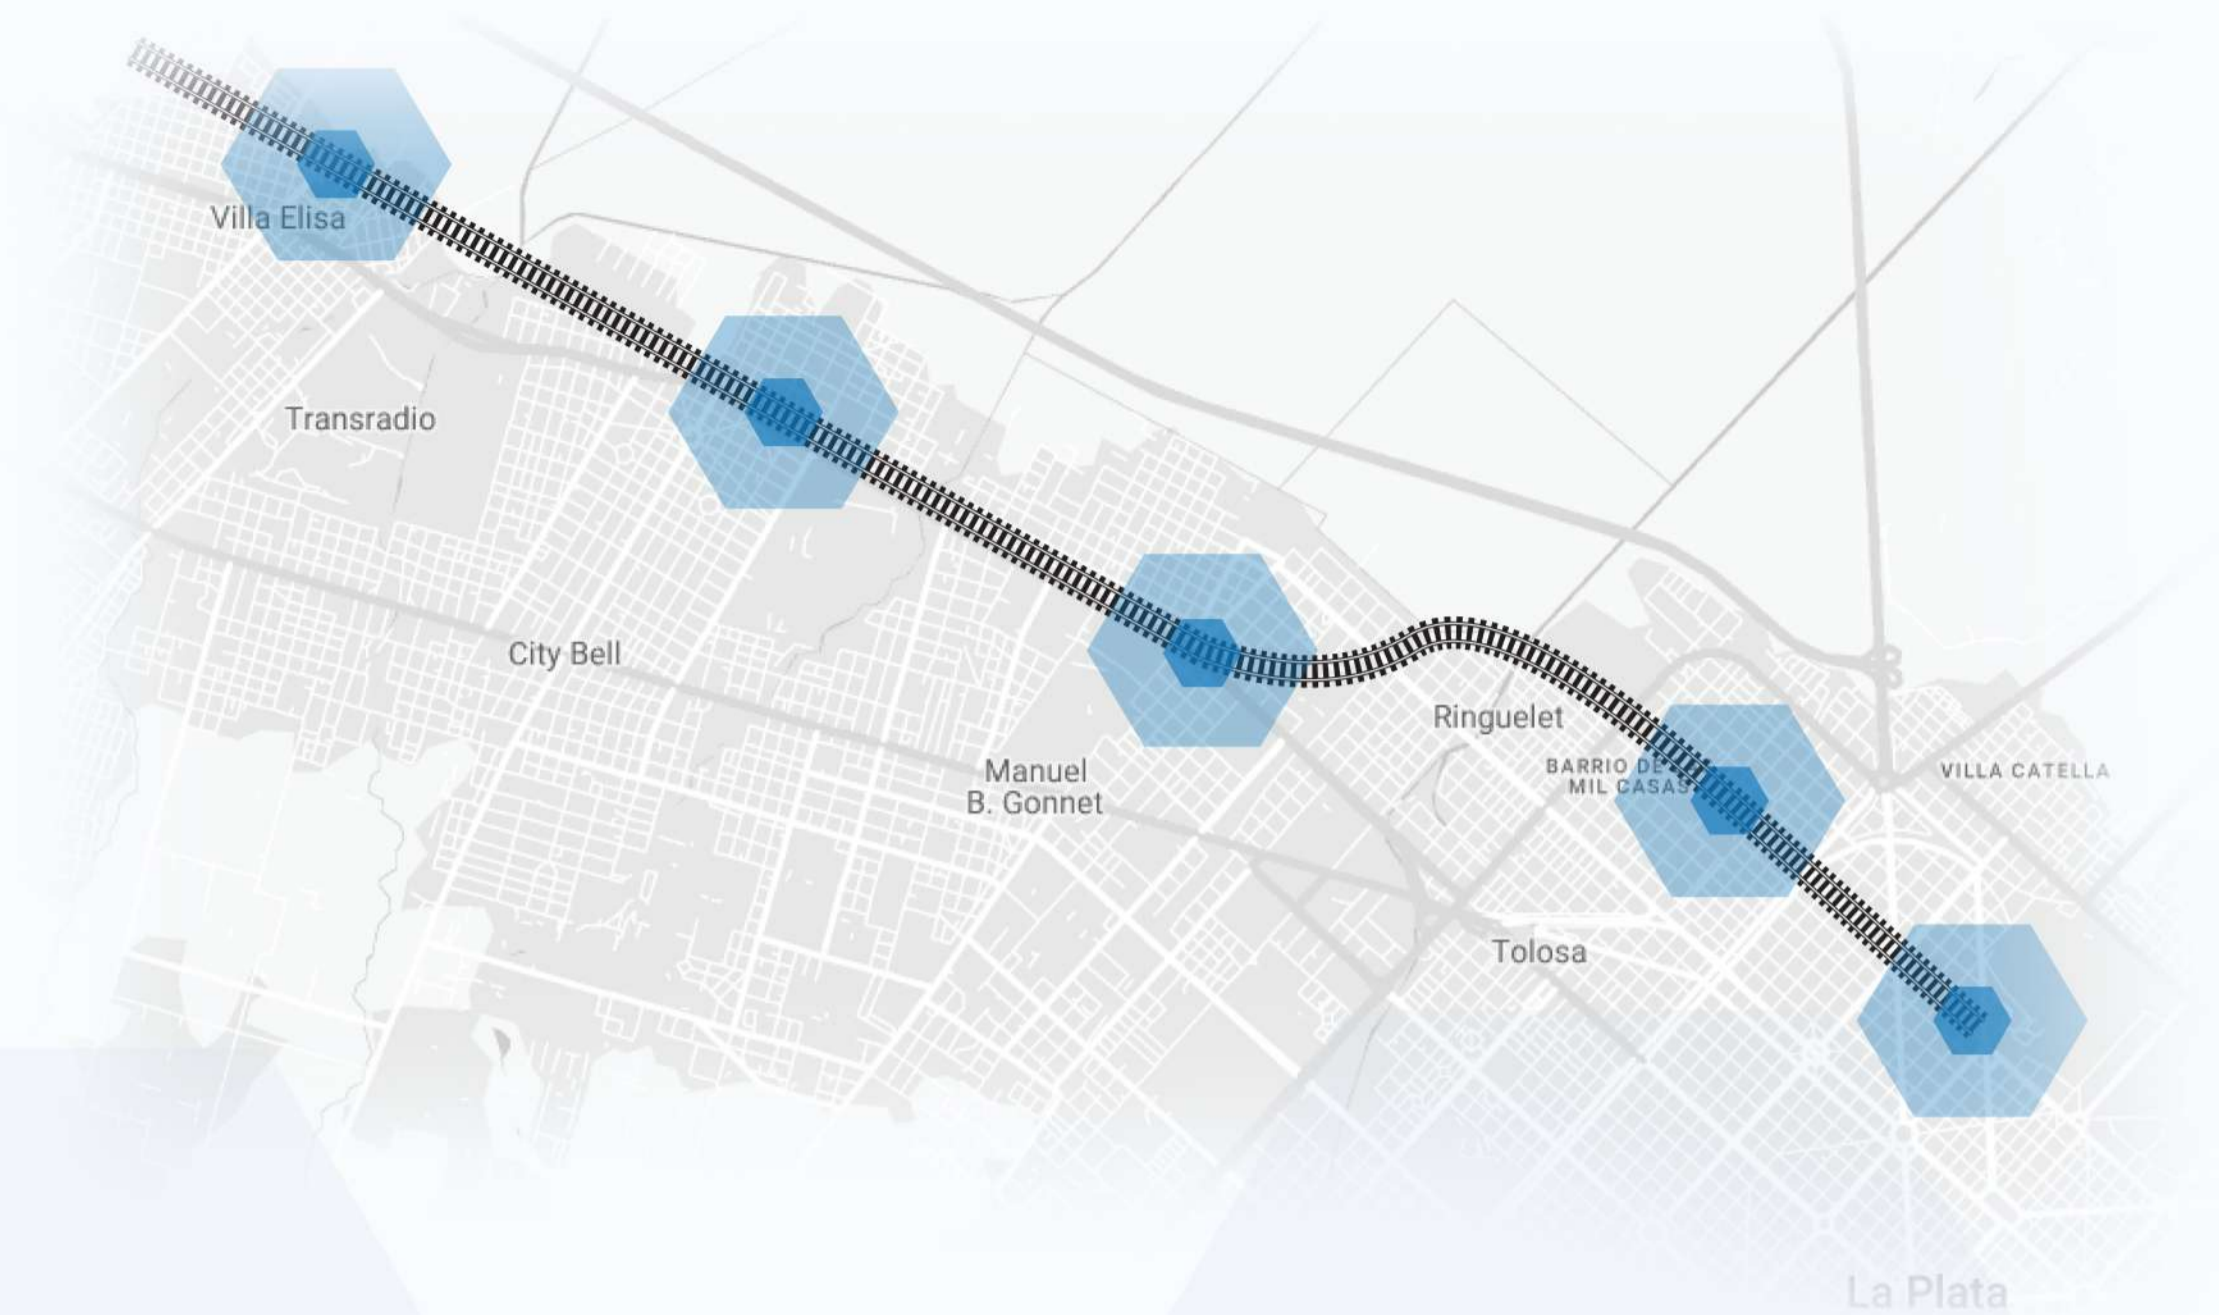 Villa Elisa
Transradio
City Bell
Manuel
B. Gonnet
Ringuelet
BARRIO DE
MIL CASAS
VILLA CATELLA
Tolosa
La Plata